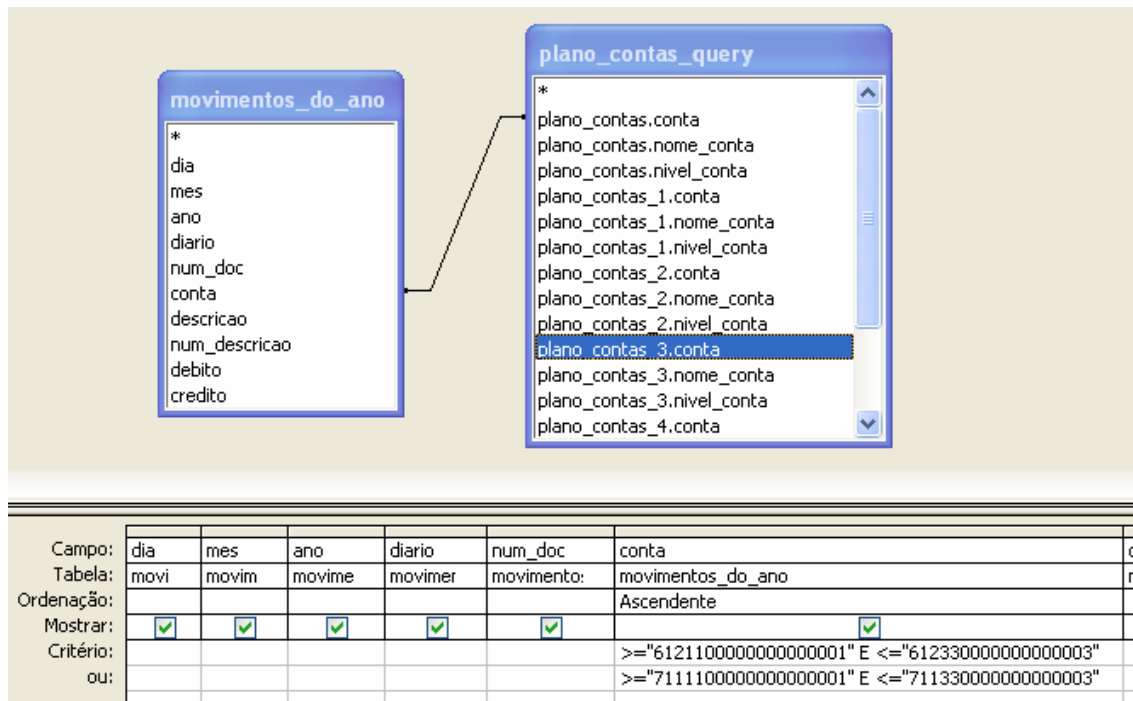 movimentos_do_ano
*
dia
mes
ano
diario
num_doc
conta
descricao
num_descricao
debito
credito
plano_contas_query
*
plano_contas.conta
plano_contas.nome_conta
plano_contas.nivel_conta
plano_contas_1.conta
plano_contas_1.nome_conta
plano_contas_1.nivel_conta
plano_contas_2.conta
plano_contas_2.nome_conta
plano_contas_2.nivel_conta
plano_contas_3.conta
plano_contas_3.nome_conta
plano_contas_3.nivel_conta
plano_contas_4.conta
Campo: dia mes ano diario num_doc conta
Tabela: movi movim movime movimer movimento: movimentos_do_ano
Ordenação: Ascendente
Mostrar:
Critério: >="6121100000000000001" E <="6123300000000000003"
ou: >="7111100000000000001" E <="7113300000000000003"